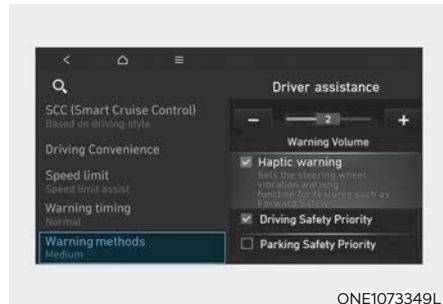 Driver assistance
SCC (Smart Cruise Control)
Based on driving style
Driving Convenience
Speed limit
Speed limit assist
Warning timing
Normal
Warning methods
Medium
− 2 +
Warning Volume
Haptic warning
Sets the steering wheel
vibration warning
function for features such as
Forward Safety.
Driving Safety Priority
Parking Safety Priority
ONE1073349L